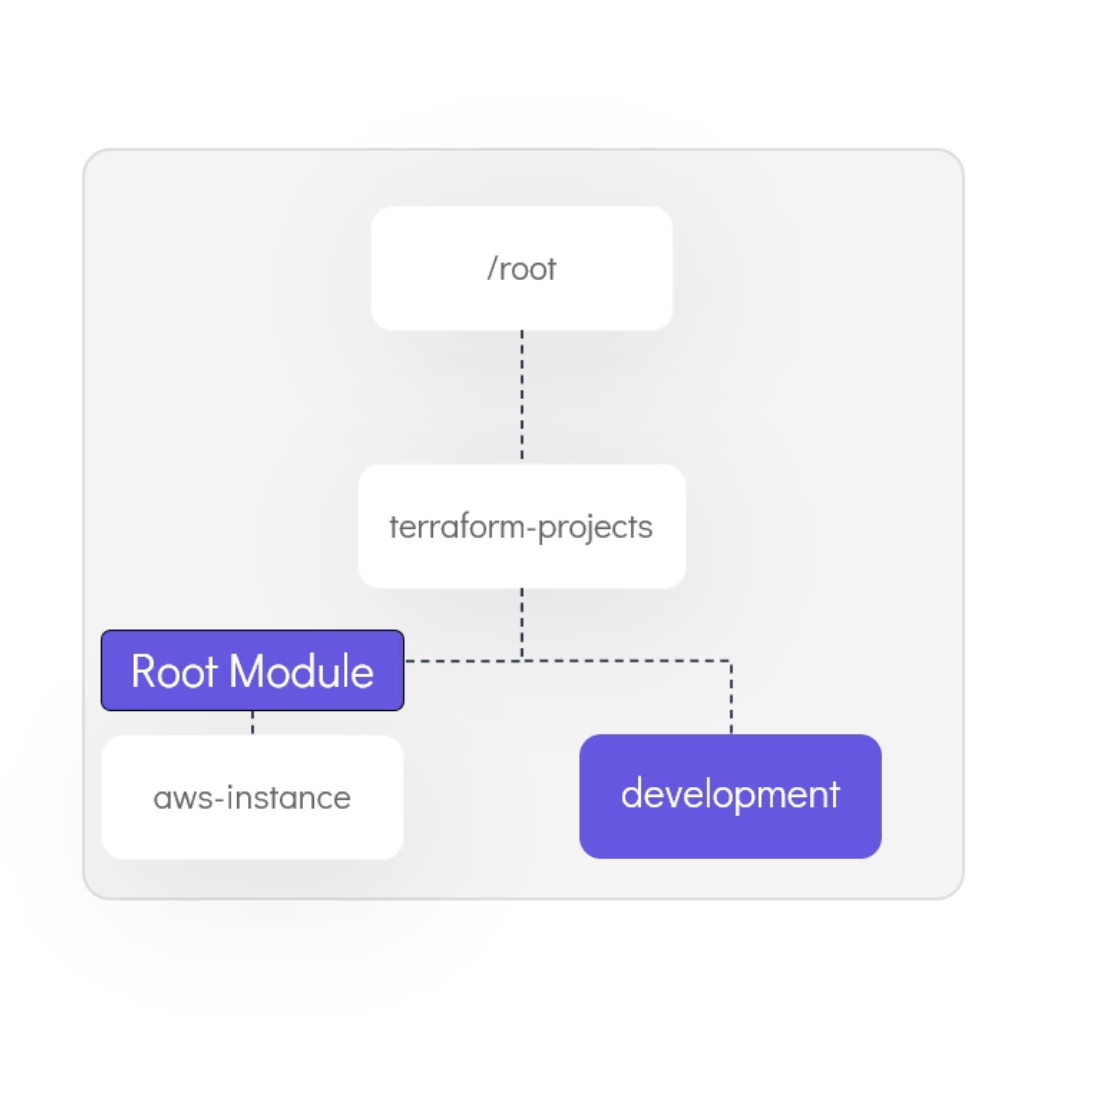 /root
terraform-projects
Root Module
aws-instance
development